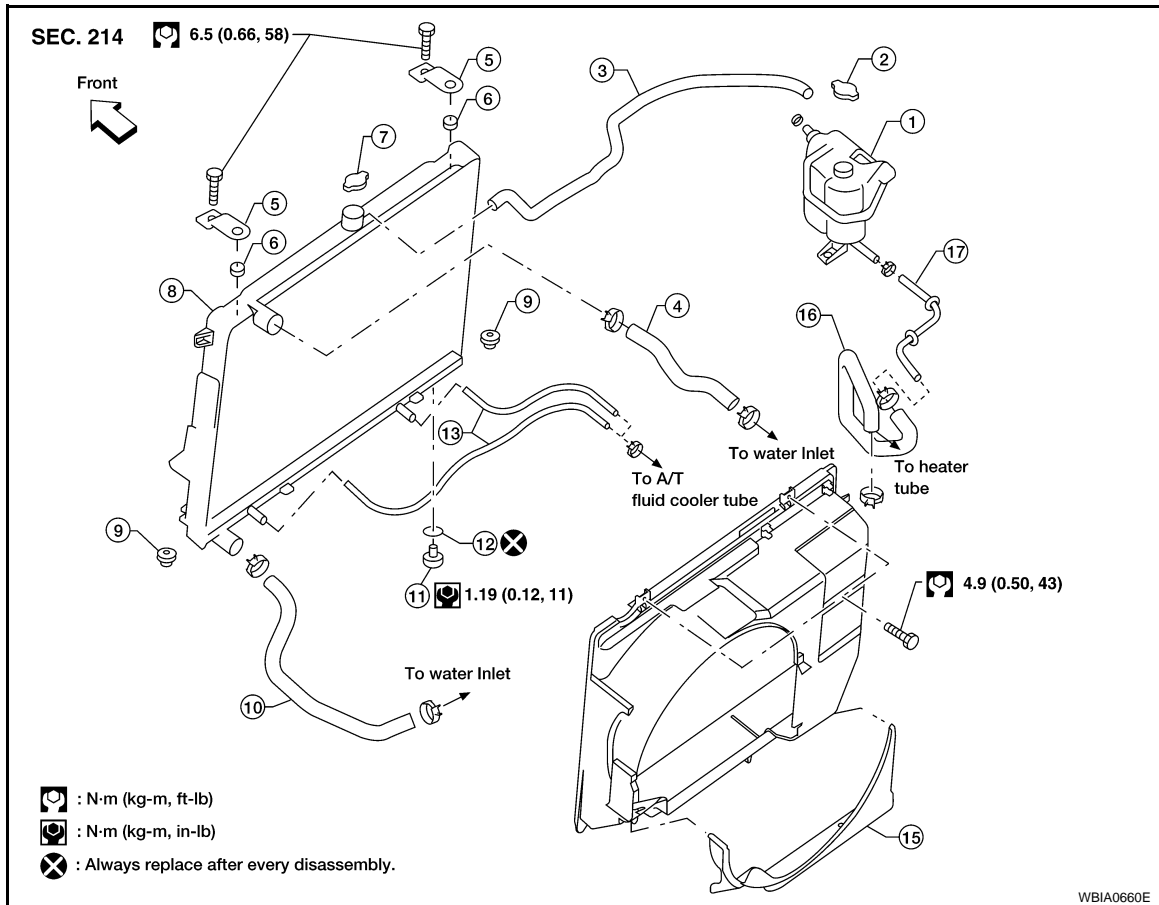 SEC. 214
6.5 (0.66, 58)
Front
5
6
7
5
6
8
3
2
1
17
16
9
4
13
To water Inlet
To A/T
fluid cooler tube
To heater
tube
9
12
11
1.19 (0.12, 11)
4.9 (0.50, 43)
10
To water Inlet
15
: N·m (kg-m, ft-lb)
: N·m (kg-m, in-lb)
: Always replace after every disassembly.
WBIA0660E